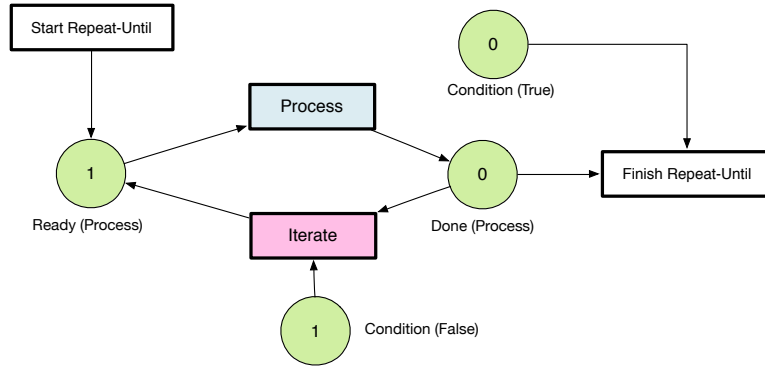 Start Repeat-Until
0
Condition (True)
Process
1
0
Finish Repeat-Until
Ready (Process)
Iterate
Done (Process)
1
Condition (False)